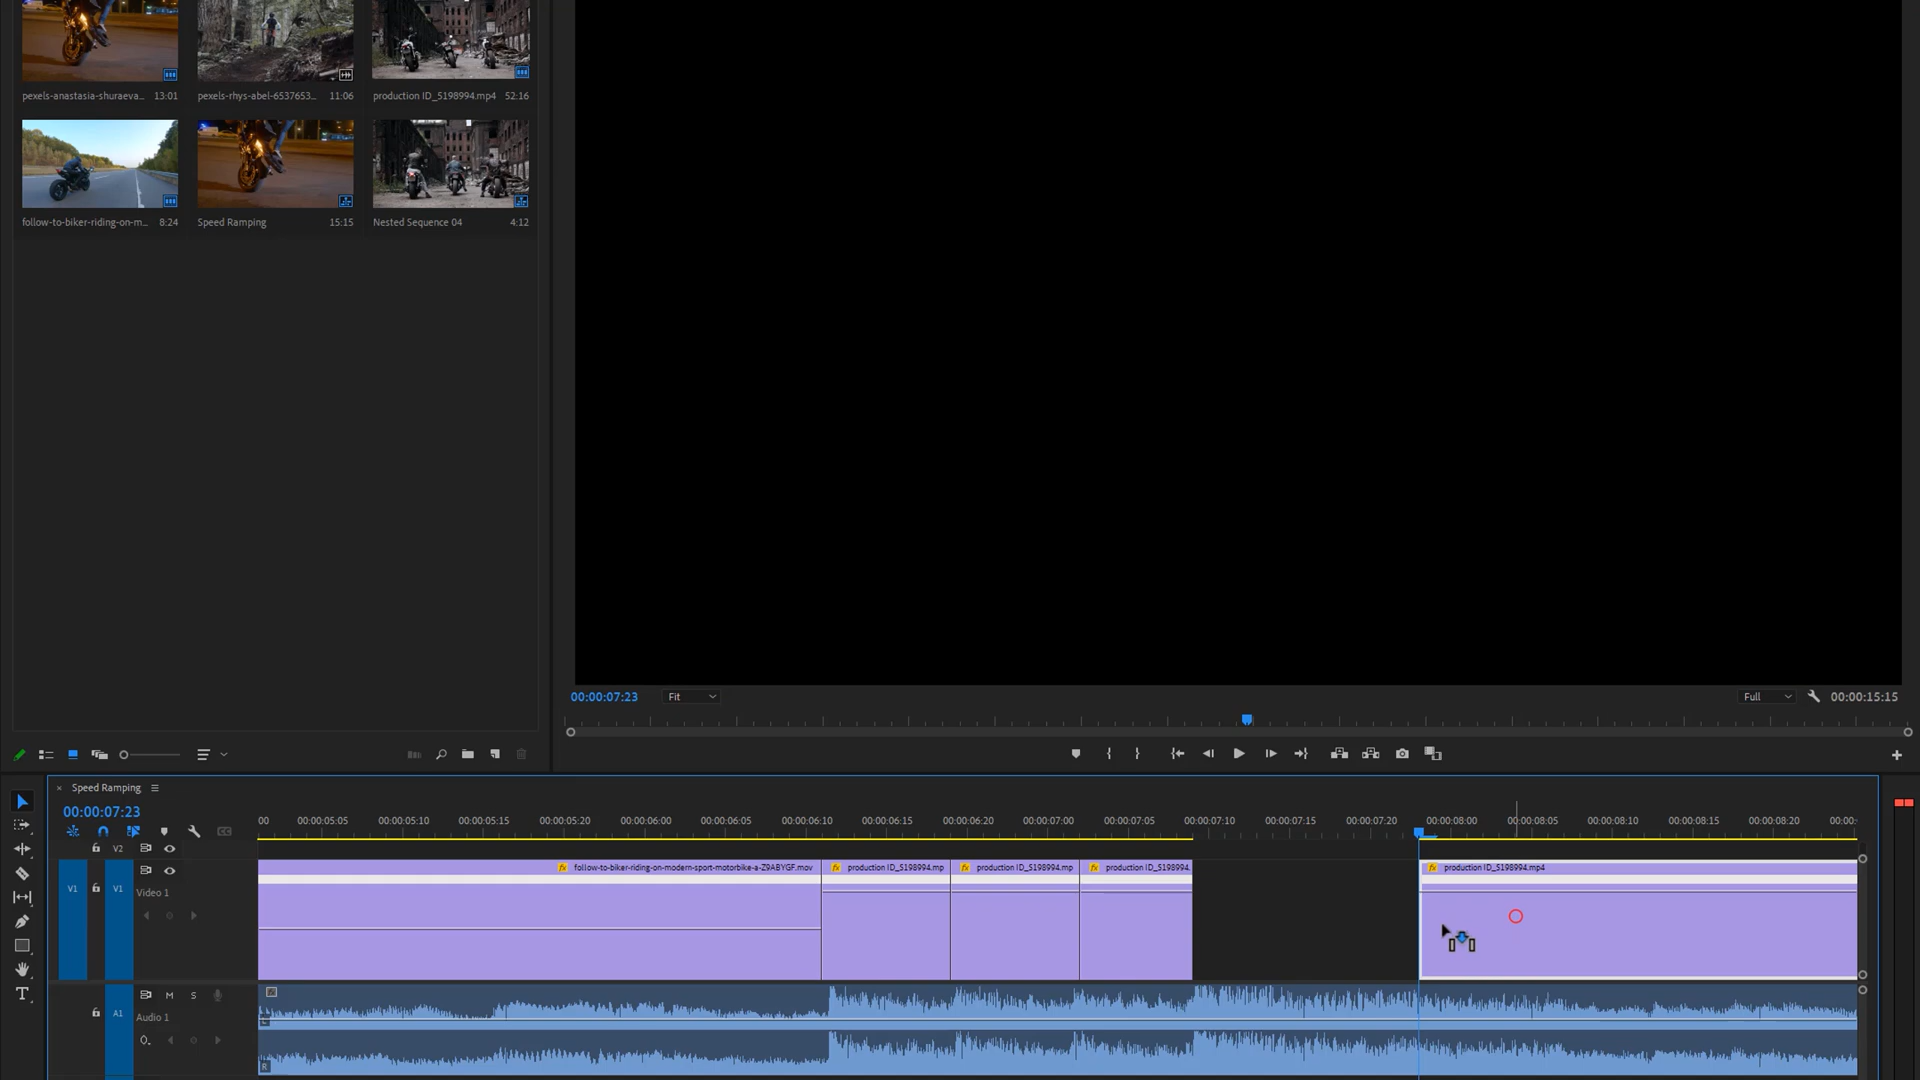 pexels-anastasia-shuraeva... 13:01
pexels-rhys-abel-6537653... 11:06
production ID_5198994.mp4 52:16
follow-to-biker-riding-on-m... 8:24
Speed Ramping 15:15
Nested Sequence 04 4:12
00:00:07:23
Fit
Full
00:00:15:15
Speed Ramping
00:00:07:23
00
00:00:05:05
00:00:05:10
00:00:05:15
00:00:05:20
00:00:06:00
00:00:06:05
00:00:06:10
00:00:06:15
00:00:06:20
00:00:07:00
00:00:07:05
00:00:07:10
00:00:07:15
00:00:07:20
00:00:08:00
00:00:08:05
00:00:08:10
00:00:08:15
00:00:08:20
00:00:
V2
fx follow-to-biker-riding-on-modern-sport-motorbike-a-Z9ABYGF.mov
fx production ID_5198994.mp
fx production ID_5198994.mp
fx production ID_5198994.
fx production ID_5198994.mp4
V1
V1
Video 1
M
S
A1
Audio 1
L
R